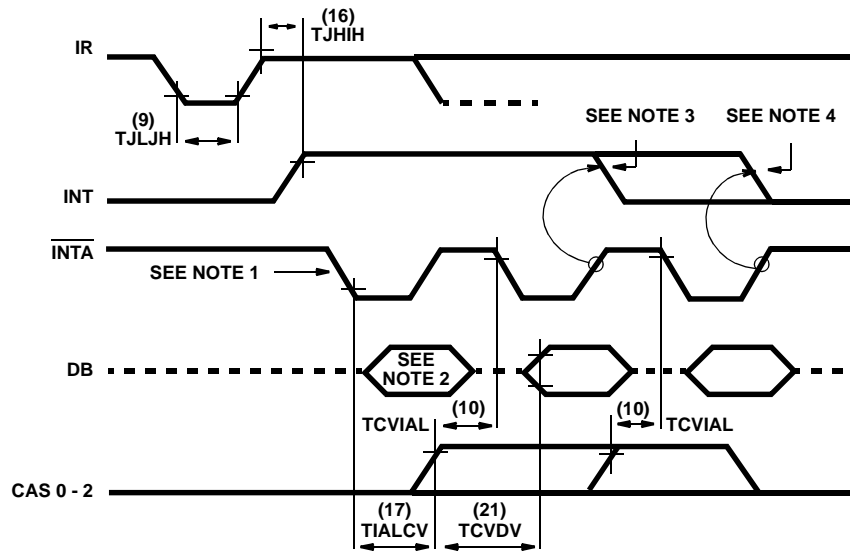 (16)
TJHIH
IR
(9)
TJLJH
SEE NOTE 3
SEE NOTE 4
INT
INTA
SEE NOTE 1
DB
SEE
NOTE 2
(10)
TCVIAL
(10)
TCVIAL
CAS 0 - 2
(17)
TIALCV
(21)
TCVDV